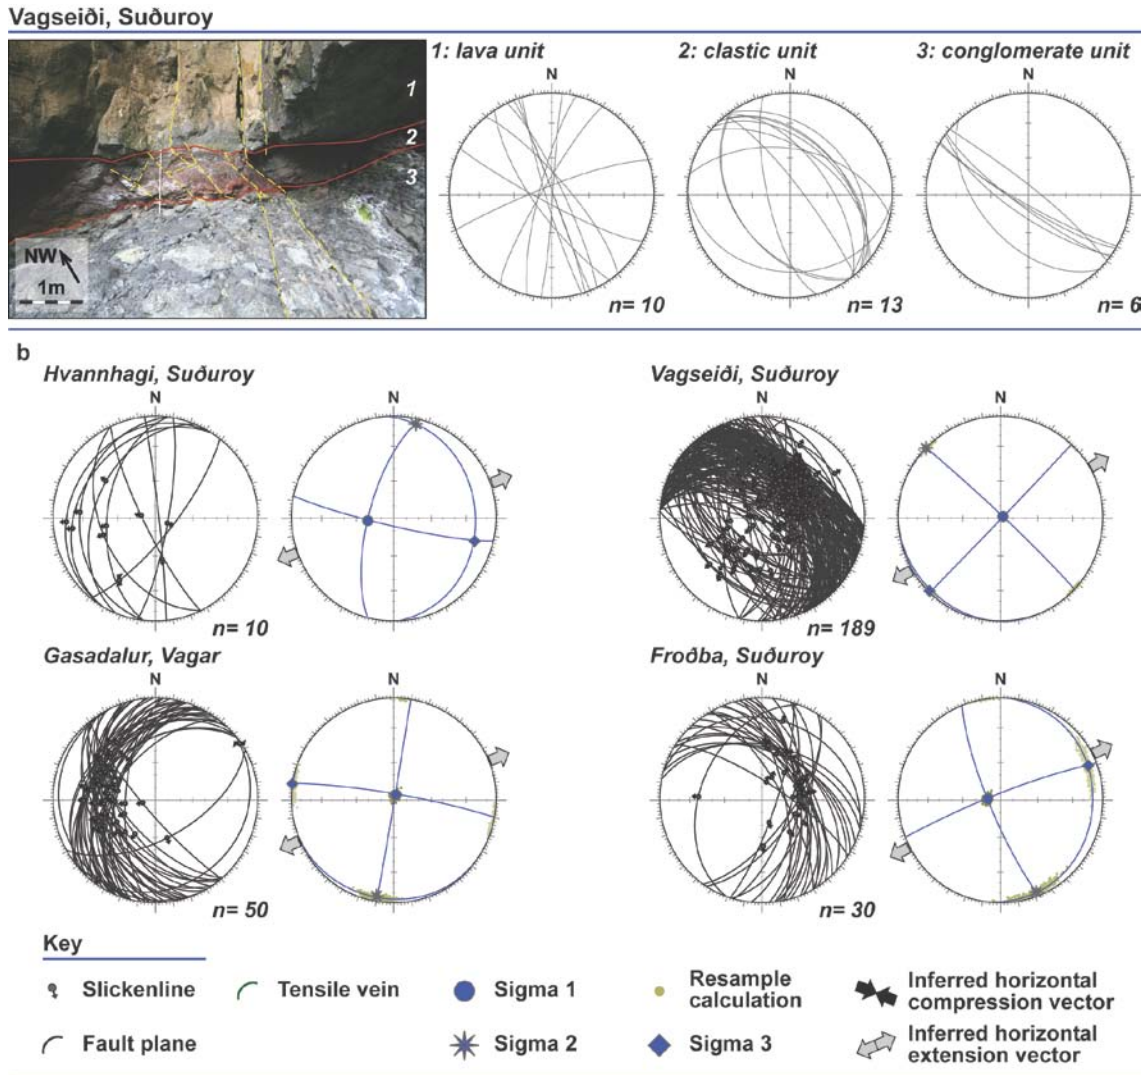 Vagseiði, Suðuroy
1: lava unit
2: clastic unit
3: conglomerate unit
N
N
N
1
2
3
NW
1m
n= 10
n= 13
n= 6
b
Hvannhagi, Suðuroy
Vagseiði, Suðuroy
N
N
N
N
n= 10
n= 189
Gasadalur, Vagar
Froðba, Suðuroy
N
N
N
N
n= 50
n= 30
Key
Slickenline
Tensile vein
Sigma 1
Resample
calculation
Inferred horizontal
compression vector
Fault plane
Sigma 2
Sigma 3
Inferred horizontal
extension vector